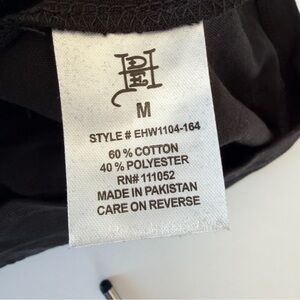 M
STYLE # EHW1104-164
60 % COTTON
40 % POLYESTER
RN# 111052
MADE IN PAKISTAN
CARE ON REVERSE